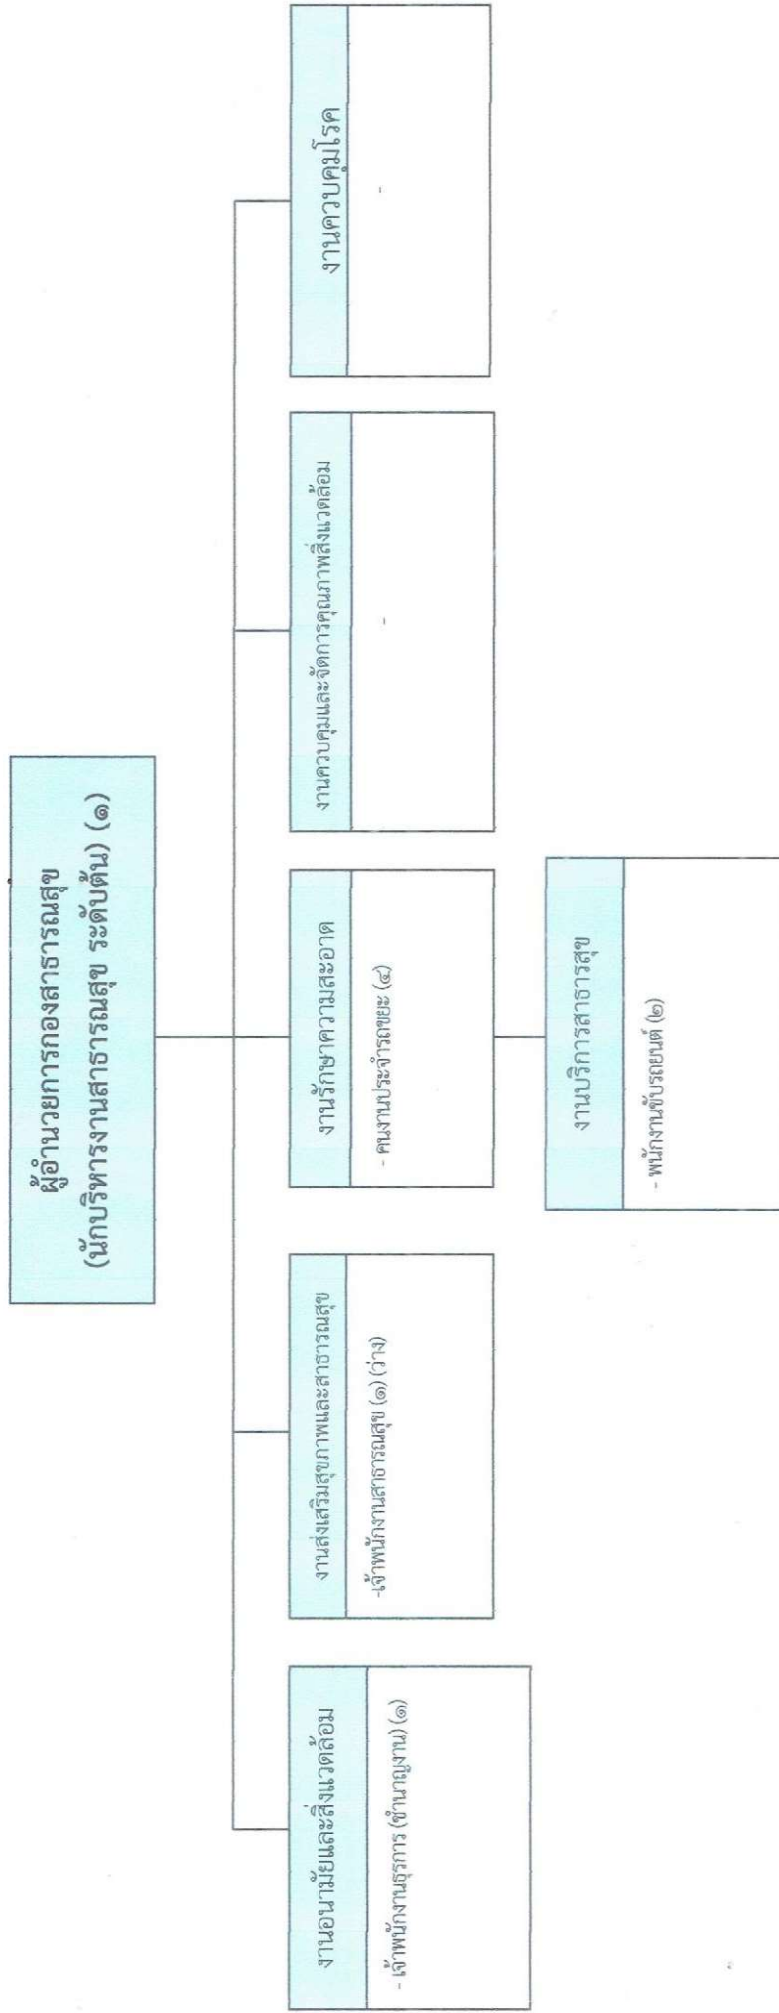 ผู้อำนวยการกองสาธารณสุข
(นักบริหารงานสาธารณสุข ระดับต้น) (๑)
งานอนามัยและสิ่งแวดล้อม
- เจ้าพนักงานธุรการ (ชำนาญงาน) (๑)
งานส่งเสริมสุขภาพและสาธารณสุข
-เจ้าพนักงานสาธารณสุข (๑) (ว่าง)
งานรักษาความสะอาด
- คนงานประจำรถขยะ (๔)
งานควบคุมและจัดการคุณภาพสิ่งแวดล้อม
-
งานควบคุมโรค
-
งานบริการสาธารสุข
- พนักงานขับรถยนต์ (๒)